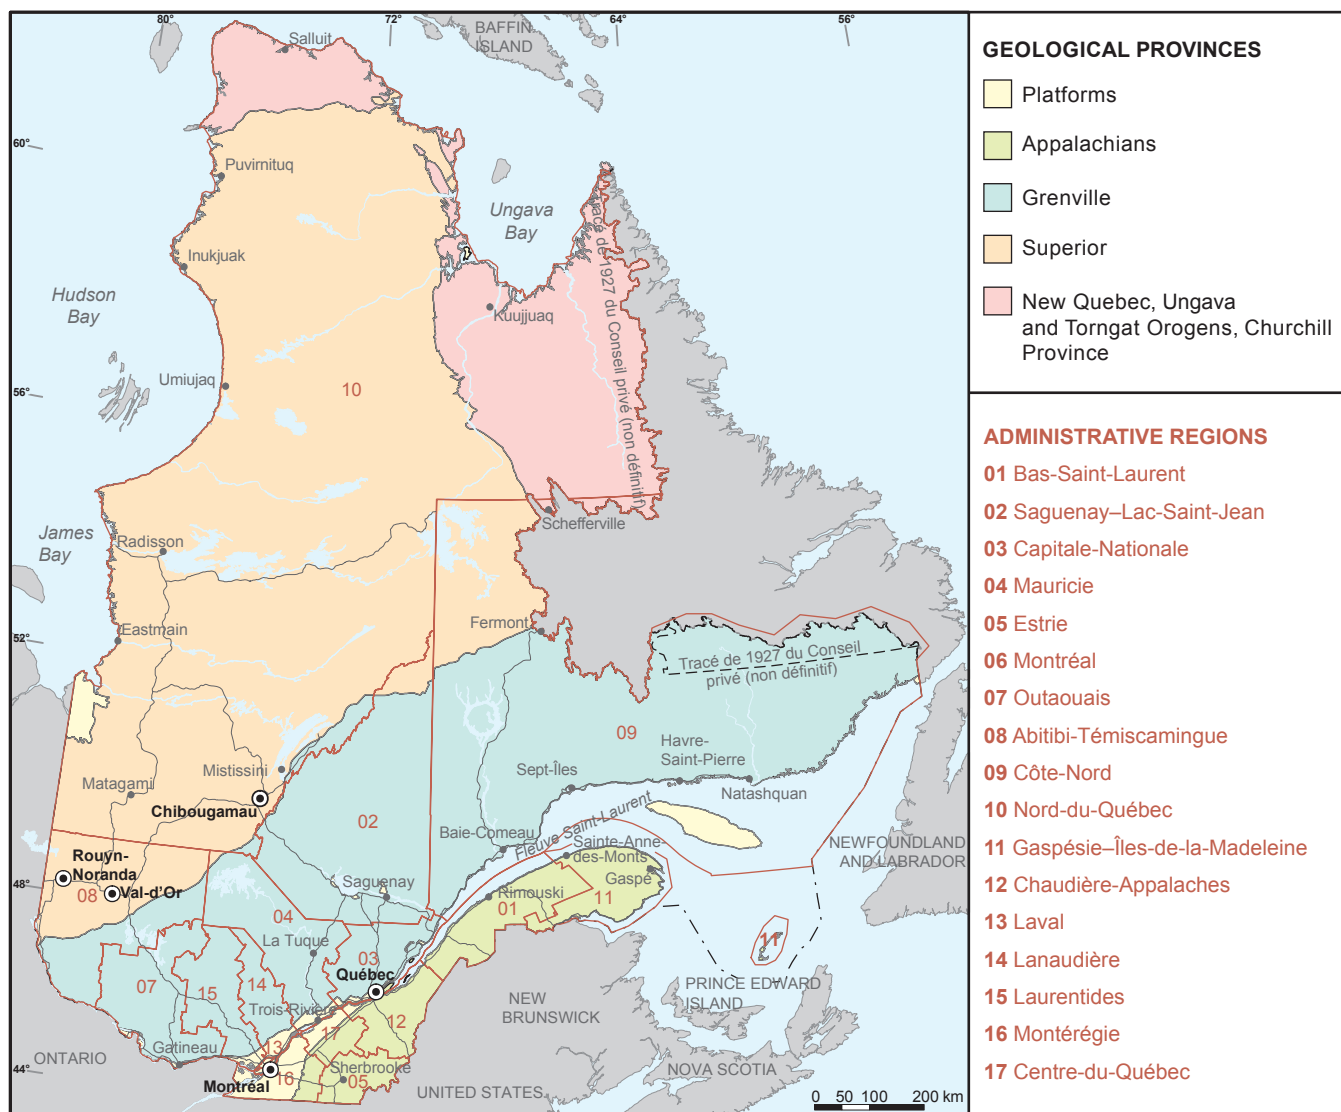 80°
72°
64°
56°
60°
56°
52°
48°
44°
BAFFIN
ISLAND
Salluit
Puvirnituq
Ungava
Bay
Inukjuak
Hudson
Bay
Kuujjuaq
Tracé de 1927 du Conseil privé (non définitif)
Umiujaq
10
James
Bay
Radisson
Schefferville
Eastmain
Fermont
Tracé de 1927 du Conseil
privé (non définitif)
09
Havre-
Saint-Pierre
Mistissini
Sept-Îles
Matagami
Natashquan
Chibougamau
02
Baie-Comeau
Fleuve Saint-Laurent
Sainte-Anne-
des-Monts
NEWFOUNDLAND
AND LABRADOR
Rouyn-
Noranda
Val-d'Or
08
Saguenay
Gaspé
Rimouski
01
11
04
La Tuque
03
11
Québec
07
15
14
PRINCE EDWARD
ISLAND
NEW
BRUNSWICK
Trois-Rivière
17
12
13
Gatineau
ONTARIO
Sherbrooke
NOVA SCOTIA
Montréal
16
05
UNITED STATES
0 50 100 200 km
GEOLOGICAL PROVINCES
Platforms
Appalachians
Grenville
Superior
New Quebec, Ungava
and Torngat Orogens, Churchill
Province
ADMINISTRATIVE REGIONS
01 Bas-Saint-Laurent
02 Saguenay–Lac-Saint-Jean
03 Capitale-Nationale
04 Mauricie
05 Estrie
06 Montréal
07 Outaouais
08 Abitibi-Témiscamingue
09 Côte-Nord
10 Nord-du-Québec
11 Gaspésie–Îles-de-la-Madeleine
12 Chaudière-Appalaches
13 Laval
14 Lanaudière
15 Laurentides
16 Montérégie
17 Centre-du-Québec